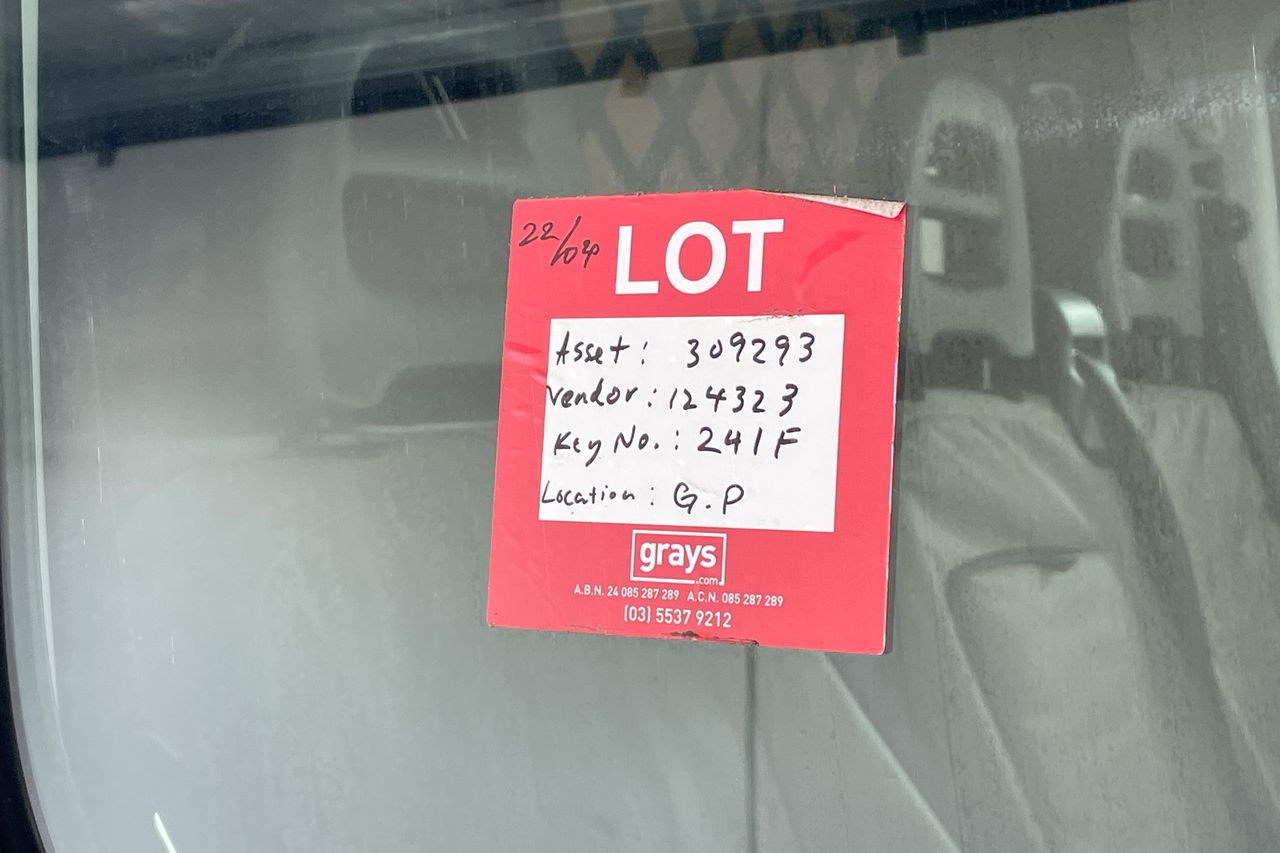 22/04
LOT
Asset: 309293
Vendor: 124323
Key No.: 241F
Location: G.P
grays
.com
A.B.N. 24 085 287 289 A.C.N. 085 287 289
(03) 5537 9212